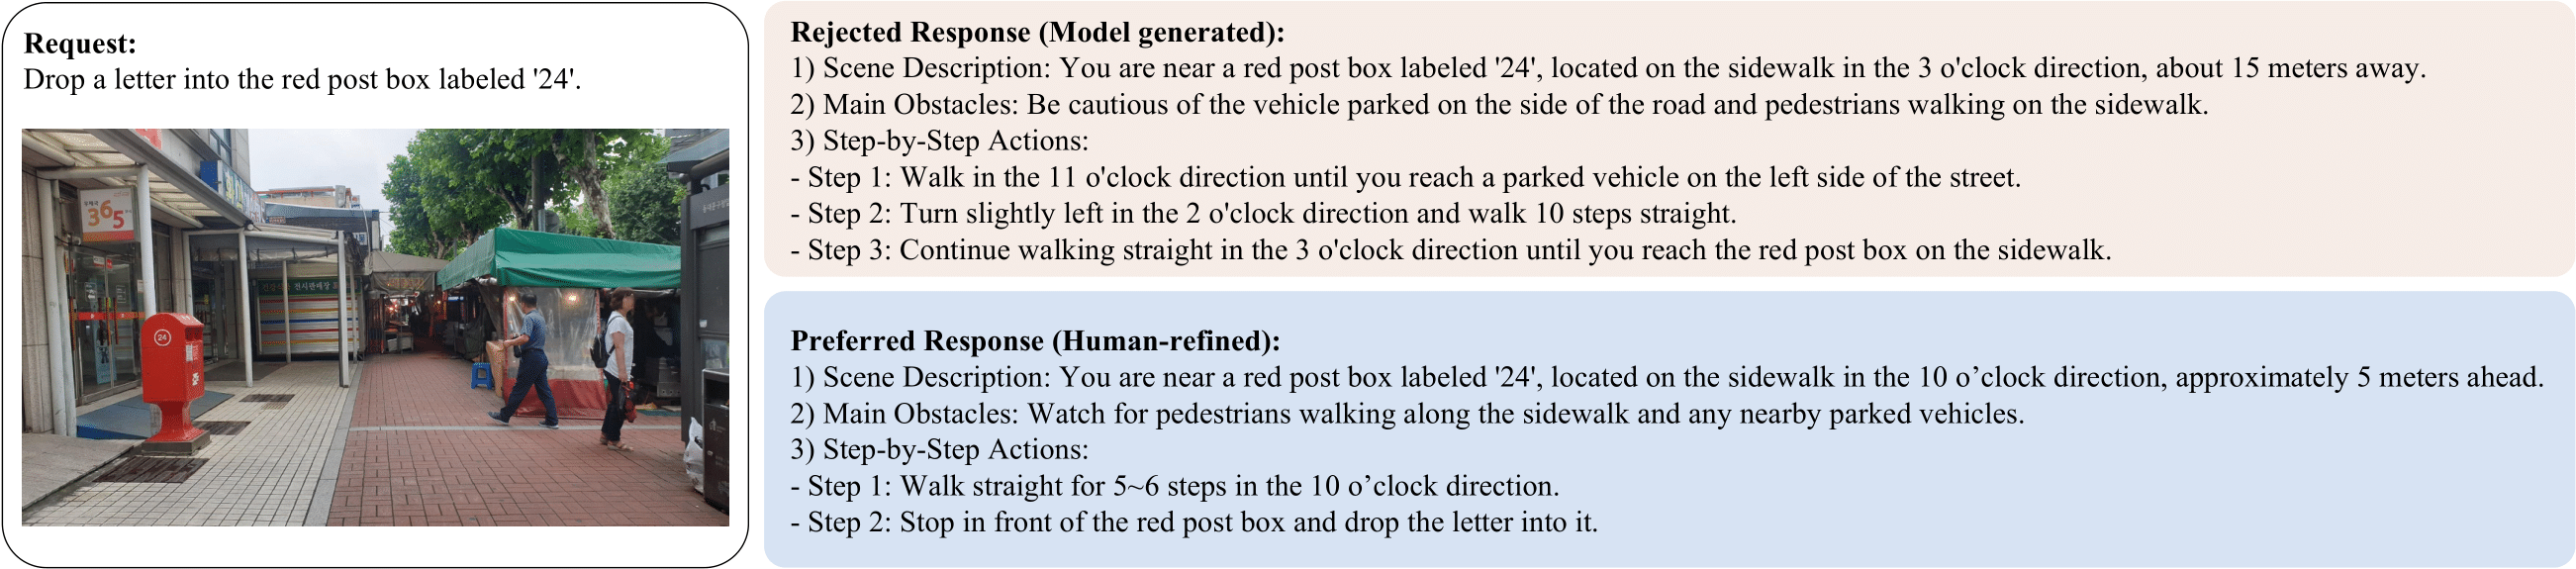 Request:
Drop a letter into the red post box labeled '24'.
365
24
Rejected Response (Model generated):
1) Scene Description: You are near a red post box labeled '24', located on the sidewalk in the 3 o'clock direction, about 15 meters away.
2) Main Obstacles: Be cautious of the vehicle parked on the side of the road and pedestrians walking on the sidewalk.
3) Step-by-Step Actions:
- Step 1: Walk in the 11 o'clock direction until you reach a parked vehicle on the left side of the street.
- Step 2: Turn slightly left in the 2 o'clock direction and walk 10 steps straight.
- Step 3: Continue walking straight in the 3 o'clock direction until you reach the red post box on the sidewalk.
Preferred Response (Human-refined):
1) Scene Description: You are near a red post box labeled '24', located on the sidewalk in the 10 o’clock direction, approximately 5 meters ahead.
2) Main Obstacles: Watch for pedestrians walking along the sidewalk and any nearby parked vehicles.
3) Step-by-Step Actions:
- Step 1: Walk straight for 5~6 steps in the 10 o’clock direction.
- Step 2: Stop in front of the red post box and drop the letter into it.